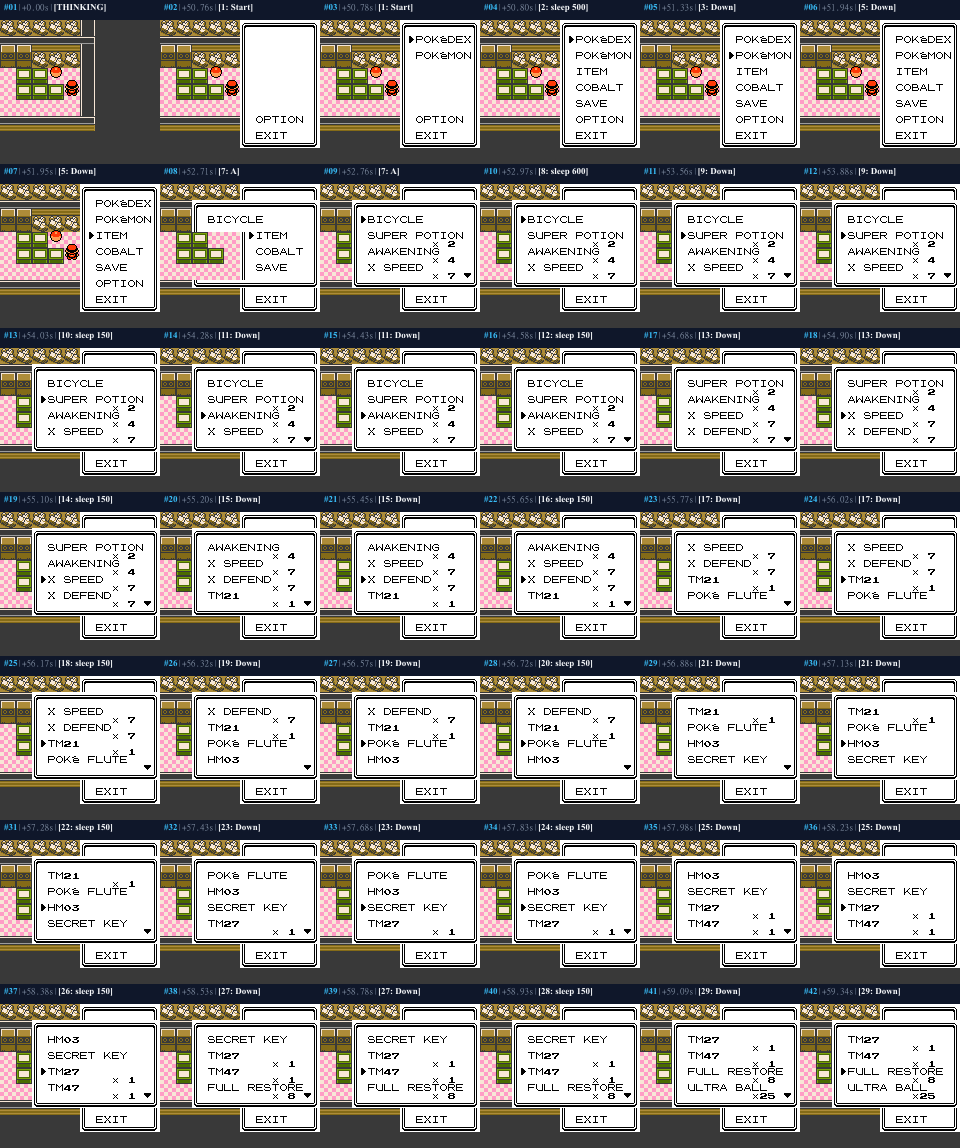 #01|+0.00s|[THINKING] #02|+50.76s|[1: Start] #03|+50.78s|[1: Start] #04|+50.80s|[2: sleep 500] #05|+51.33s|[3: Down] #06|+51.94s|[5: Down]
OPTION
EXIT
POKéDEX
POKéMON
OPTION
EXIT
POKéDEX
POKéMON
ITEM
COBALT
SAVE
OPTION
EXIT
POKéDEX
POKéMON
ITEM
COBALT
SAVE
OPTION
EXIT
POKéDEX
POKéMON
ITEM
COBALT
SAVE
OPTION
EXIT
#07|+51.95s|[5: Down] #08|+52.71s|[7: A] #09|+52.76s|[7: A] #10|+52.97s|[8: sleep 600] #11|+53.56s|[9: Down] #12|+53.88s|[9: Down]
POKéDEX
POKéMON
ITEM
COBALT
SAVE
OPTION
EXIT
BICYCLE
ITEM
SAVE
EXIT
BICYCLE
SUPER POTION
× 2
AWAKENING
× 4
X SPEED
× 7
EXIT
BICYCLE
SUPER POTION
× 2
AWAKENING
× 4
X SPEED
× 7
EXIT
BICYCLE
SUPER POTION
× 2
AWAKENING
× 4
X SPEED
× 7
EXIT
BICYCLE
SUPER POTION
× 2
AWAKENING
× 4
X SPEED
× 7
EXIT
#13|+54.03s|[10: sleep 150] #14|+54.28s|[11: Down] #15|+54.43s|[11: Down] #16|+54.58s|[12: sleep 150] #17|+54.68s|[13: Down] #18|+54.90s|[13: Down]
BICYCLE
SUPER POTION
× 2
AWAKENING
× 4
X SPEED
× 7
EXIT
BICYCLE
SUPER POTION
× 2
AWAKENING
× 4
X SPEED
× 7
EXIT
BICYCLE
SUPER POTION
× 2
AWAKENING
× 4
X SPEED
× 7
EXIT
BICYCLE
SUPER POTION
× 2
AWAKENING
× 4
X SPEED
× 7
EXIT
SUPER POTION
× 2
AWAKENING
× 4
X SPEED
× 7
X DEFEND
× 7
EXIT
SUPER POTION
× 2
AWAKENING
× 4
X SPEED
× 7
X DEFEND
× 7
EXIT
#19|+55.10s|[14: sleep 150] #20|+55.20s|[15: Down] #21|+55.45s|[15: Down] #22|+55.65s|[16: sleep 150] #23|+55.77s|[17: Down] #24|+56.02s|[17: Down]
SUPER POTION
× 2
AWAKENING
× 4
X SPEED
× 7
X DEFEND
× 7
EXIT
AWAKENING
× 4
X SPEED
× 7
X DEFEND
× 7
TM21
× 1
EXIT
AWAKENING
× 4
X SPEED
× 7
X DEFEND
× 7
TM21
× 1
EXIT
AWAKENING
× 4
X SPEED
× 7
X DEFEND
× 7
TM21
× 1
EXIT
X SPEED
× 7
X DEFEND
× 7
TM21
× 1
POKé FLUTE
EXIT
X SPEED
× 7
X DEFEND
× 7
TM21
× 1
POKé FLUTE
EXIT
#25|+56.17s|[18: sleep 150] #26|+56.32s|[19: Down] #27|+56.57s|[19: Down] #28|+56.72s|[20: sleep 150] #29|+56.88s|[21: Down] #30|+57.13s|[21: Down]
X SPEED
× 7
X DEFEND
× 7
TM21
× 1
POKé FLUTE
EXIT
X DEFEND
× 7
TM21
× 1
POKé FLUTE
HM03
EXIT
X DEFEND
× 7
TM21
× 1
POKé FLUTE
HM03
EXIT
X DEFEND
× 7
TM21
× 1
POKé FLUTE
HM03
EXIT
TM21
× 1
POKé FLUTE
HM03
SECRET KEY
EXIT
TM21
× 1
POKé FLUTE
HM03
SECRET KEY
EXIT
#31|+57.28s|[22: sleep 150] #32|+57.43s|[23: Down] #33|+57.68s|[23: Down] #34|+57.83s|[24: sleep 150] #35|+57.98s|[25: Down] #36|+58.23s|[25: Down]
TM21
× 1
POKé FLUTE
HM03
SECRET KEY
EXIT
POKé FLUTE
HM03
SECRET KEY
TM27
× 1
EXIT
POKé FLUTE
HM03
SECRET KEY
TM27
× 1
EXIT
POKé FLUTE
HM03
SECRET KEY
TM27
× 1
EXIT
HM03
SECRET KEY
TM27
× 1
TM47
× 1
EXIT
HM03
SECRET KEY
TM27
× 1
TM47
× 1
EXIT
#37|+58.38s|[26: sleep 150] #38|+58.53s|[27: Down] #39|+58.78s|[27: Down] #40|+58.93s|[28: sleep 150] #41|+59.09s|[29: Down] #42|+59.34s|[29: Down]
HM03
SECRET KEY
TM27
× 1
TM47
× 1
EXIT
SECRET KEY
TM27
× 1
TM47
× 1
FULL RESTORE
× 8
EXIT
SECRET KEY
TM27
× 1
TM47
× 1
FULL RESTORE
× 8
EXIT
SECRET KEY
TM27
× 1
TM47
× 1
FULL RESTORE
× 8
EXIT
TM27
× 1
TM47
× 1
FULL RESTORE
× 8
ULTRA BALL
×25
EXIT
TM27
× 1
TM47
× 1
FULL RESTORE
× 8
ULTRA BALL
×25
EXIT